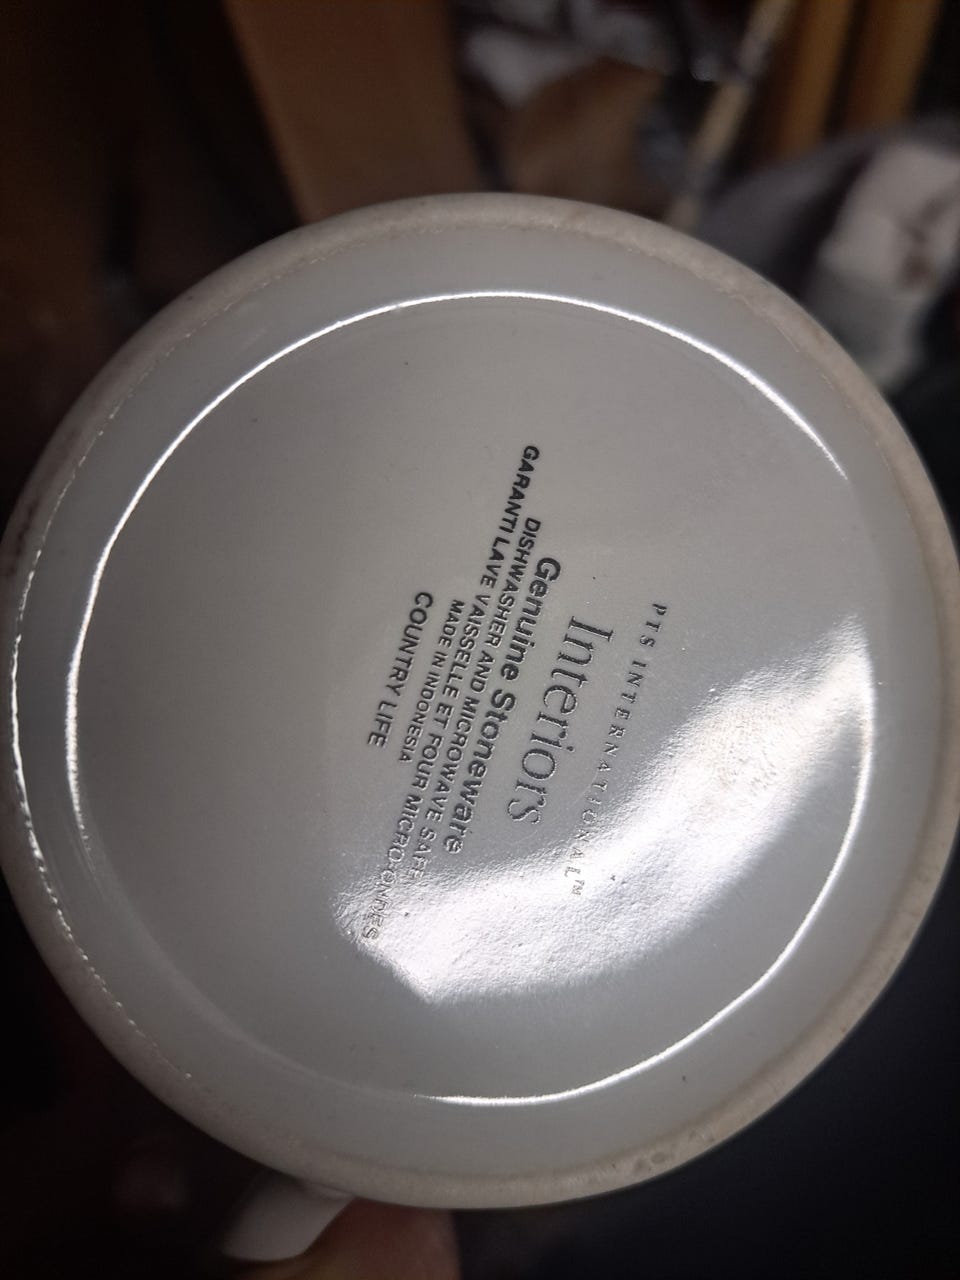 PTS INTERNATIONAL™
Interiors
Genuine Stoneware
DISHWASHER AND MICROWAVE SAFE
GARANTI LAVE VAISSELLE ET FOUR MICRO-ONDES
MADE IN INDONESIA
COUNTRY LIFE